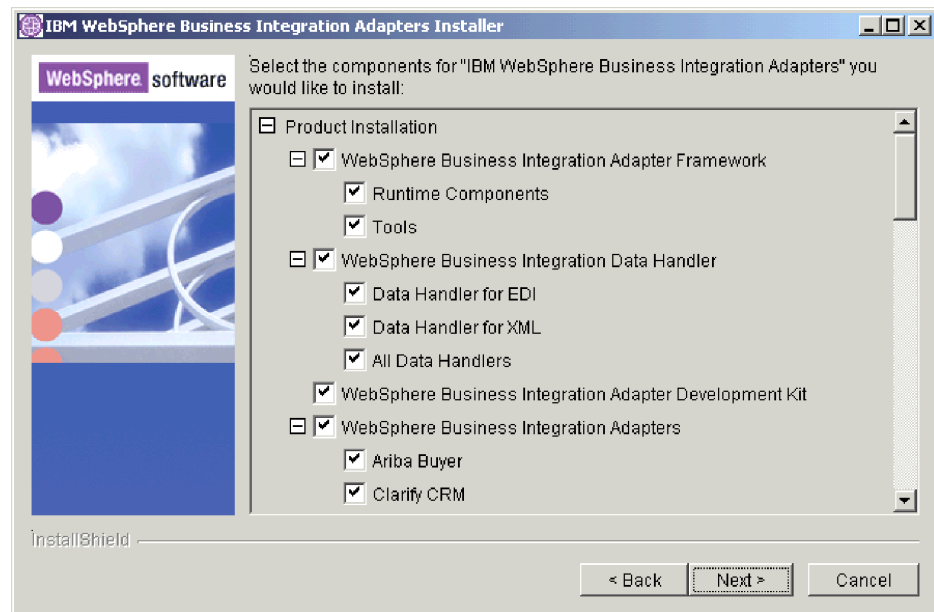 IBM WebSphere Business Integration Adapters Installer
WebSphere software
Select the components for "IBM WebSphere Business Integration Adapters" you
would like to install:
Product Installation
WebSphere Business Integration Adapter Framework
Runtime Components
Tools
WebSphere Business Integration Data Handler
Data Handler for EDI
Data Handler for XML
All Data Handlers
WebSphere Business Integration Adapter Development Kit
WebSphere Business Integration Adapters
Ariba Buyer
Clarify CRM
InstallShield
< Back
Next >
Cancel